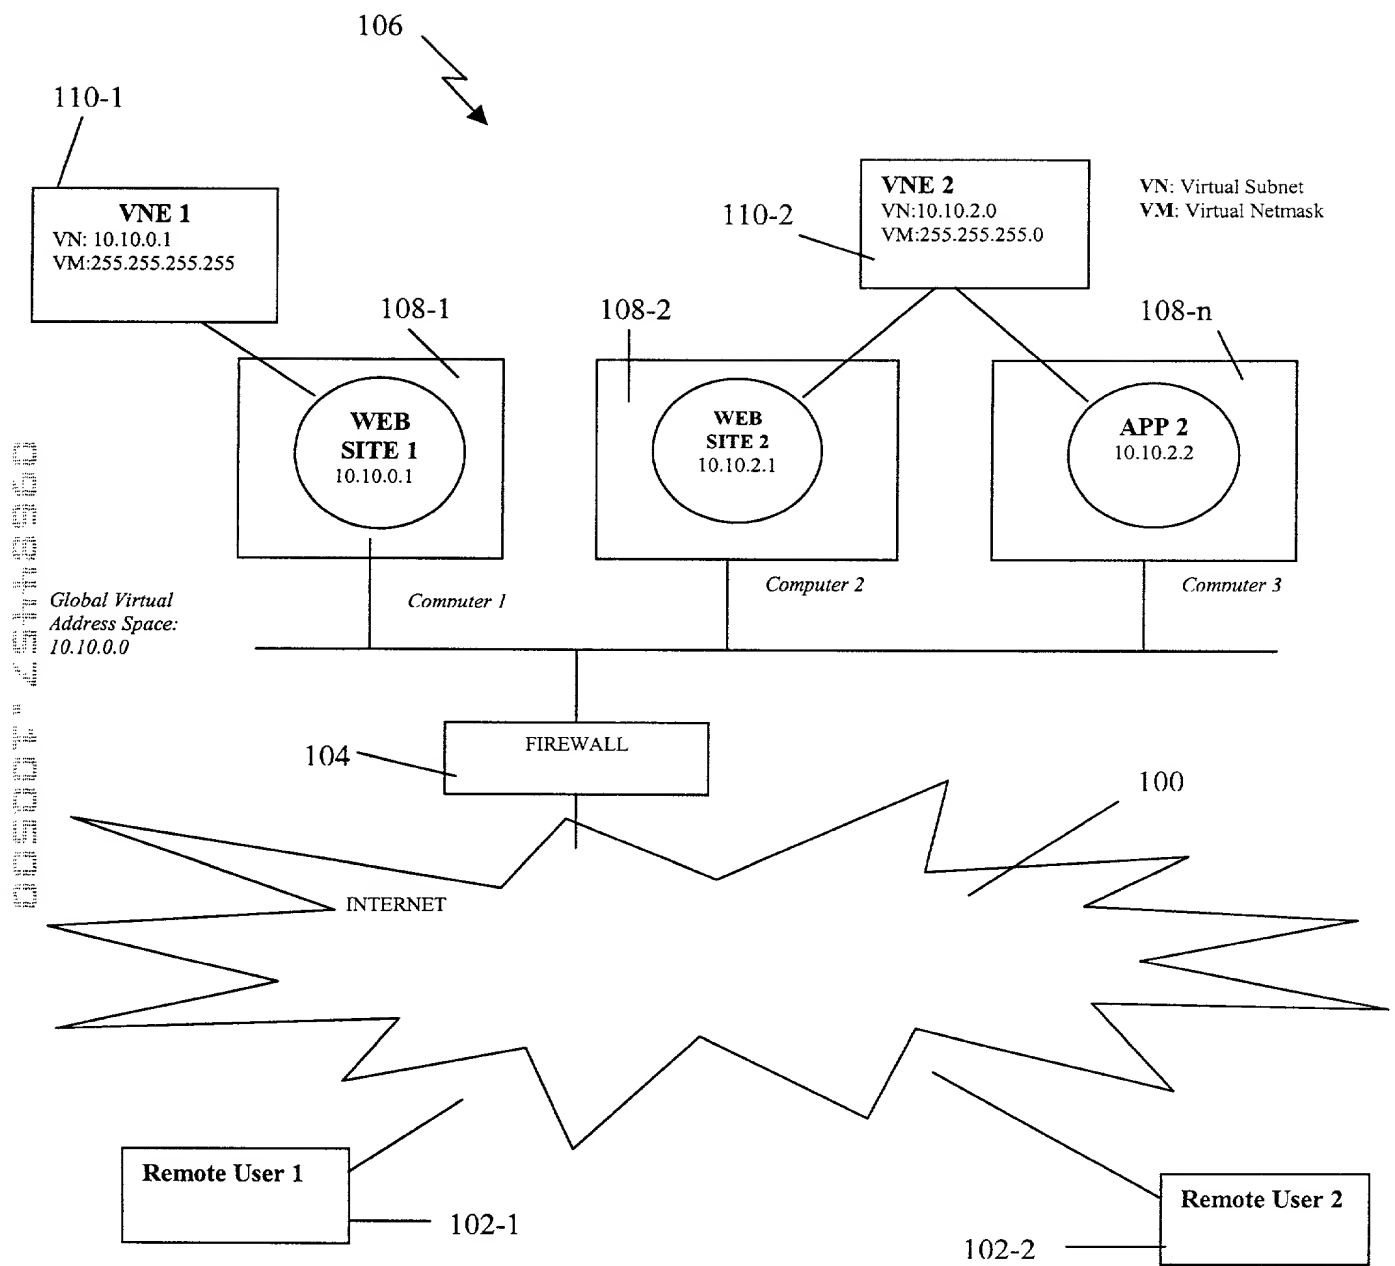 106
110-1
VNE 1
VN: 10.10.0.1
VM:255.255.255.255
110-2
VNE 2
VN:10.10.2.0
VM:255.255.255.0
VN: Virtual Subnet
VM: Virtual Netmask
108-1
108-2
108-n
WEB
SITE 1
10.10.0.1
WEB
SITE 2
10.10.2.1
APP 2
10.10.2.2
Computer 1
Computer 2
Computer 3
Global Virtual
Address Space:
10.10.0.0
FIREWALL
104
100
INTERNET
Remote User 1
102-1
Remote User 2
102-2